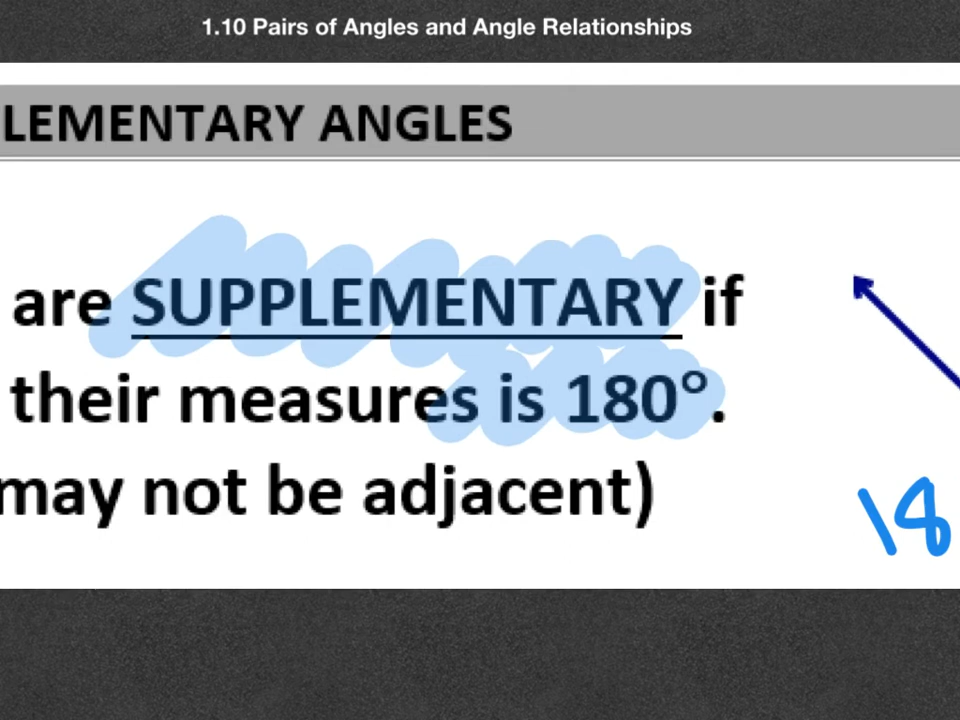 1.10 Pairs of Angles and Angle Relationships
LEMENTARY ANGLES
are SUPPLEMENTARY if
their measures is 180°.
may not be adjacent)
18